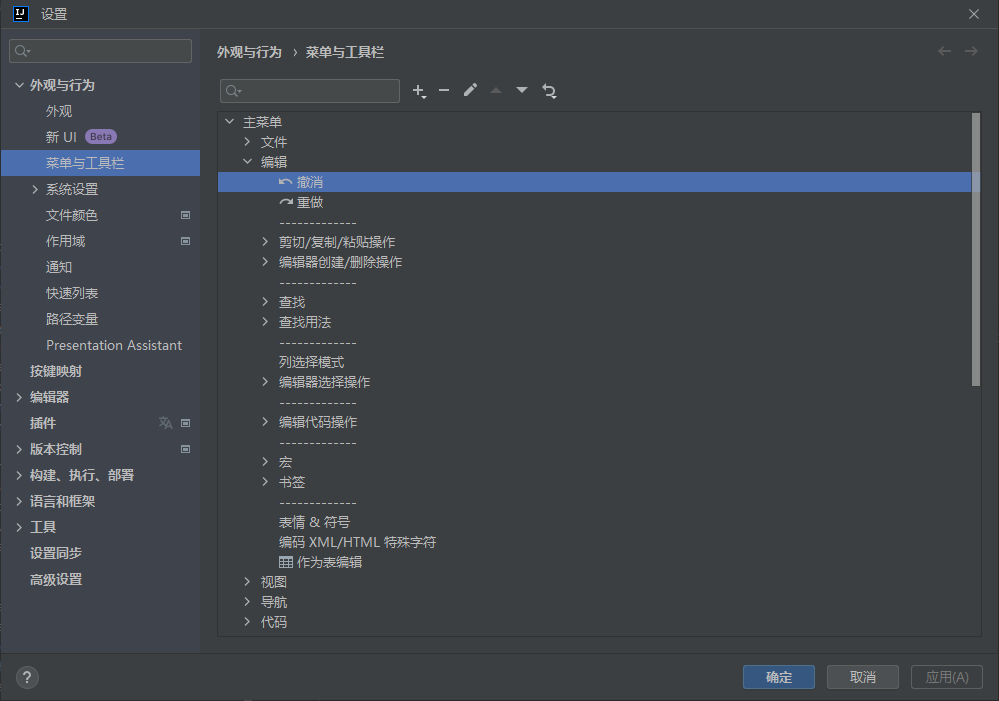 设置
外观与行为
外观
新 UI Beta
菜单与工具栏
系统设置
文件颜色
作用域
通知
快速列表
路径变量
Presentation Assistant
按键映射
编辑器
插件
版本控制
构建、执行、部署
语言和框架
工具
设置同步
高级设置
外观与行为 › 菜单与工具栏
主菜单
文件
编辑
撤消
重做
-------------
剪切/复制/粘贴操作
编辑器创建/删除操作
-------------
查找
查找用法
-------------
列选择模式
编辑器选择操作
-------------
编辑代码操作
-------------
宏
书签
-------------
表情 & 符号
编码 XML/HTML 特殊字符
作为表编辑
视图
导航
代码
?
确定 取消 应用(A)